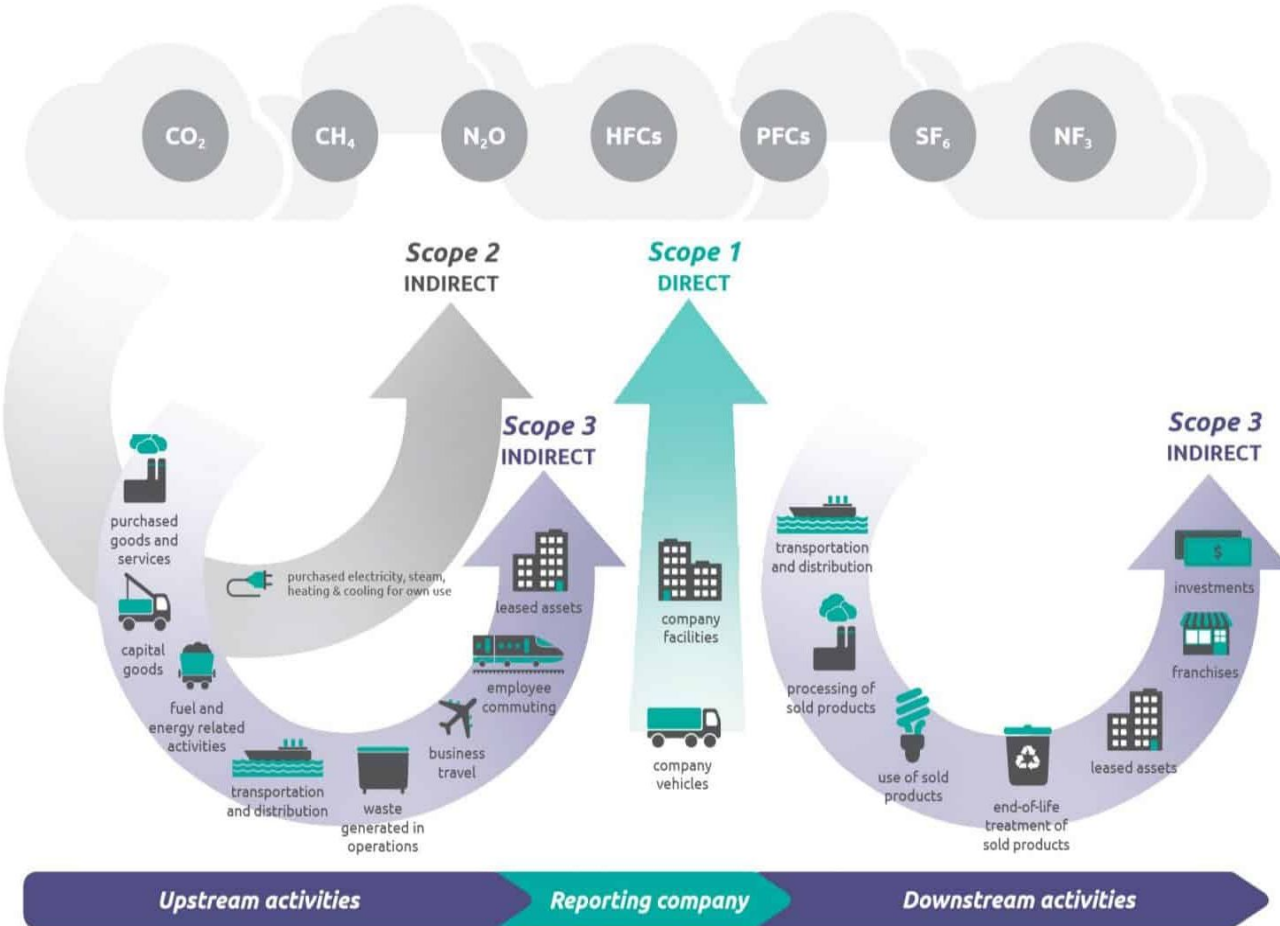 CO₂
CH₄
N₂O
HFCs
PFCs
SF₆
NF₃
Scope 2
INDIRECT
Scope 1
DIRECT
Scope 3
INDIRECT
Scope 3
INDIRECT
purchased
goods and
services
capital
goods
fuel and
energy related
activities
transportation
and distribution
waste
generated in
operations
business
travel
employee
commuting
leased assets
purchased electricity, steam,
heating & cooling for own use
company
facilities
company
vehicles
transportation
and distribution
processing of
sold products
use of sold
products
end-of-life
treatment of
sold products
leased assets
franchises
$
investments
Upstream activities
Reporting company
Downstream activities